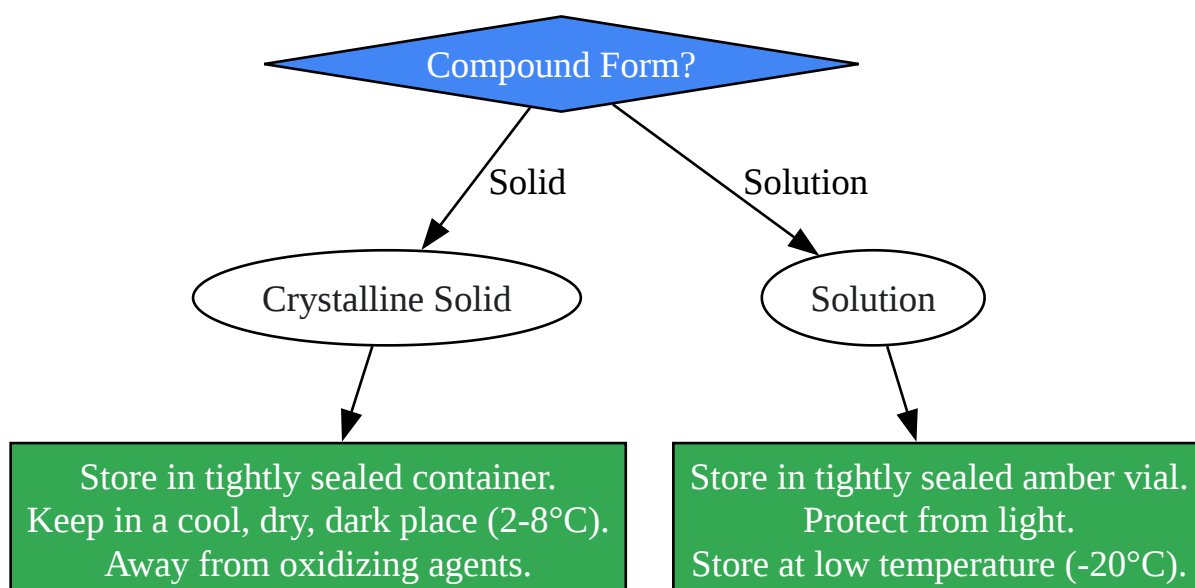 Compound Form?
Solid
Solution
Crystalline Solid
Solution
Store in tightly sealed container.
Keep in a cool, dry, dark place (2-8°C).
Away from oxidizing agents.
Store in tightly sealed amber vial.
Protect from light.
Store at low temperature (-20°C).